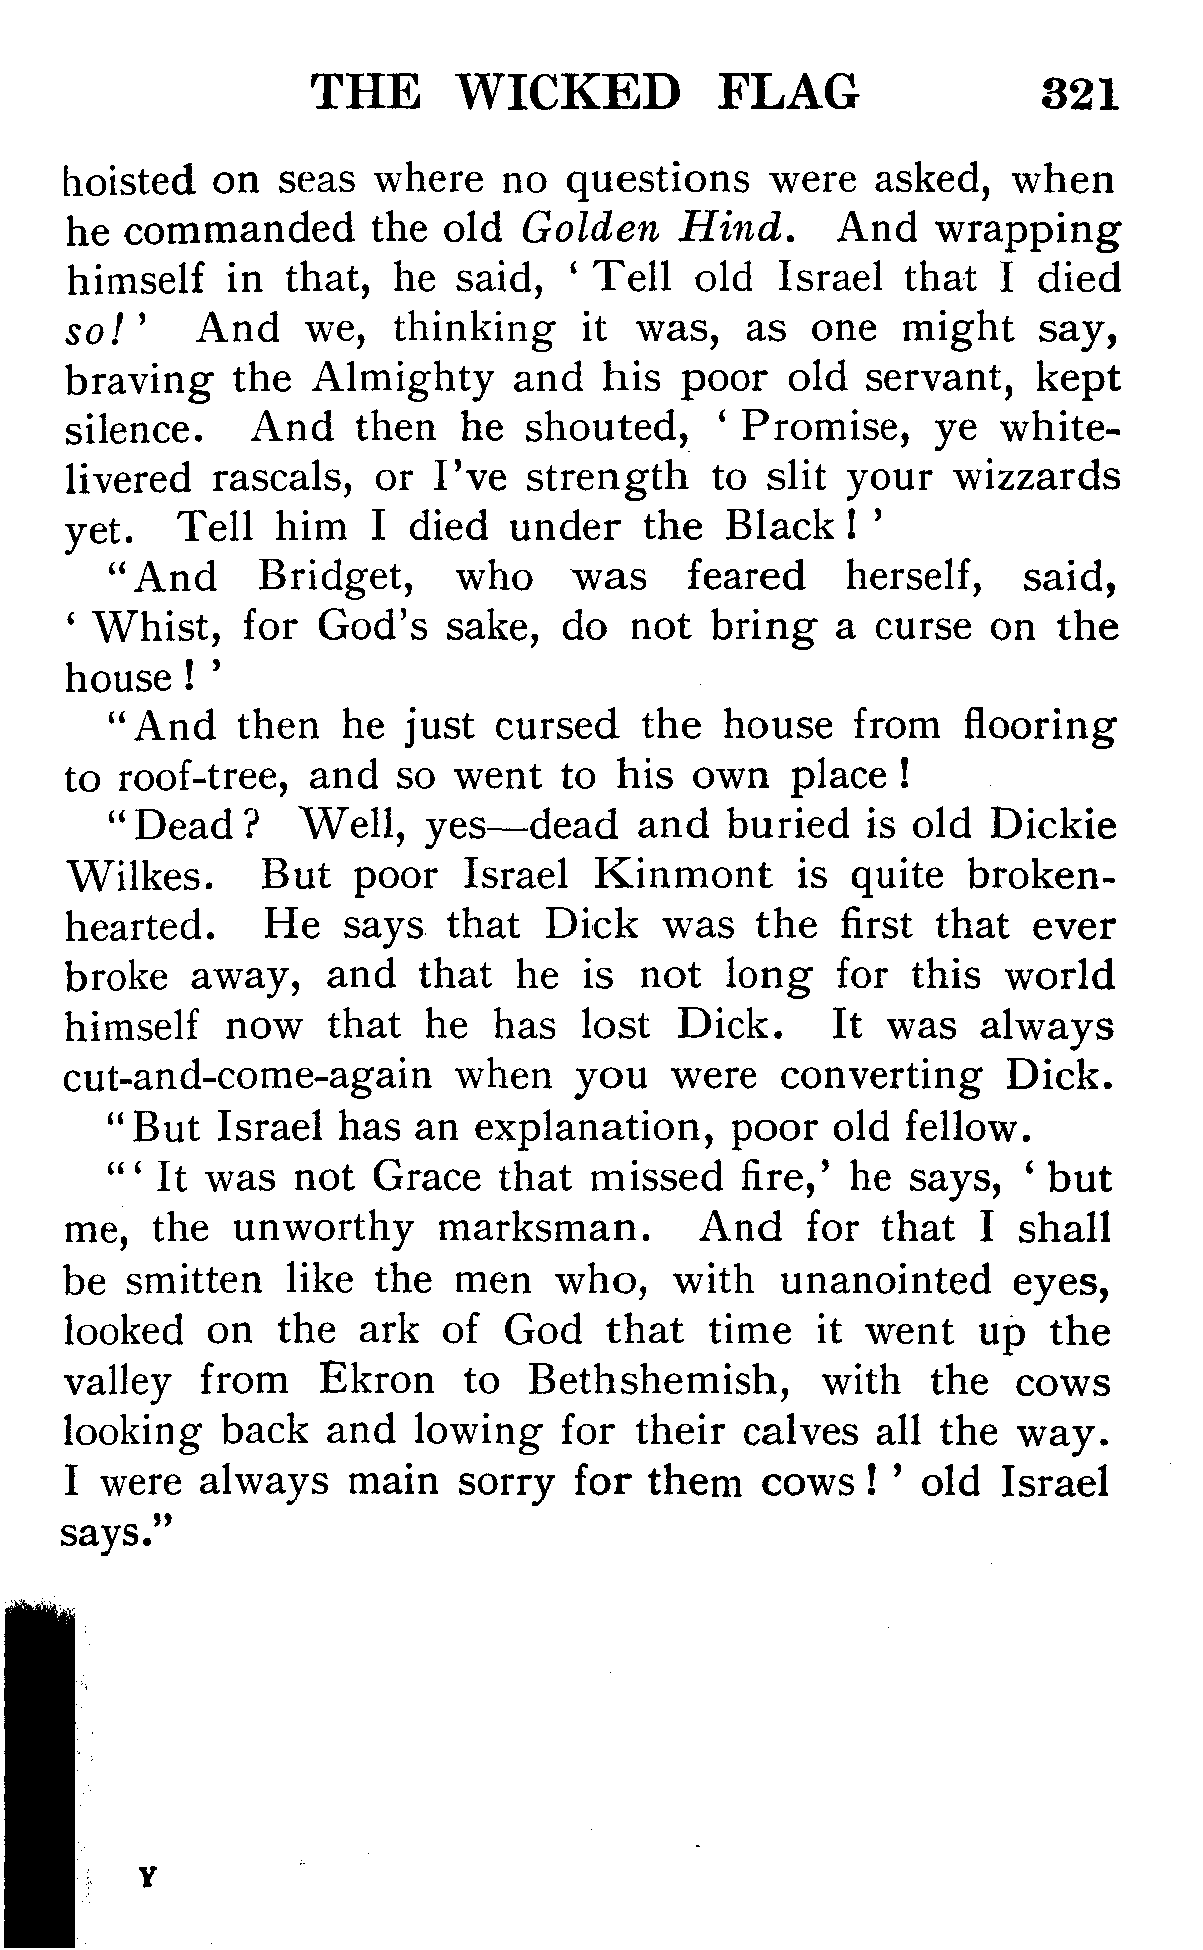 THE WICKED FLAG 321
hoisted on seas where no questions were asked, when
he commanded the old Golden Hind. And wrapping
himself in that, he said, ‘ Tell old Israel that I died
so! ’ And we, thinking it was, as one might say,
braving the Almighty and his poor old servant, kept
silence. And then he shouted, ‘ Promise, ye white-
livered rascals, or I’ve strength to slit your wizzards
yet. Tell him I died under the Black ! ’
“And Bridget, who was feared herself, said,
‘ Whist, for God’s sake, do not bring a curse on the
house ! ’
“And then he just cursed the house from flooring
to roof-tree, and so went to his own place !
“Dead ? Well, yes—dead and buried is old Dickie
Wilkes. But poor Israel Kinmont is quite broken-
hearted. He says that Dick was the first that ever
broke away, and that he is not long for this world
himself now that he has lost Dick. It was always
cut-and-come-again when you were converting Dick.
“But Israel has an explanation, poor old fellow.
“‘ It was not Grace that missed fire,’ he says, ‘ but
me, the unworthy marksman. And for that I shall
be smitten like the men who, with unanointed eyes,
looked on the ark of God that time it went up the
valley from Ekron to Bethshemish, with the cows
looking back and lowing for their calves all the way.
I were always main sorry for them cows ! ’ old Israel
says.”
Y